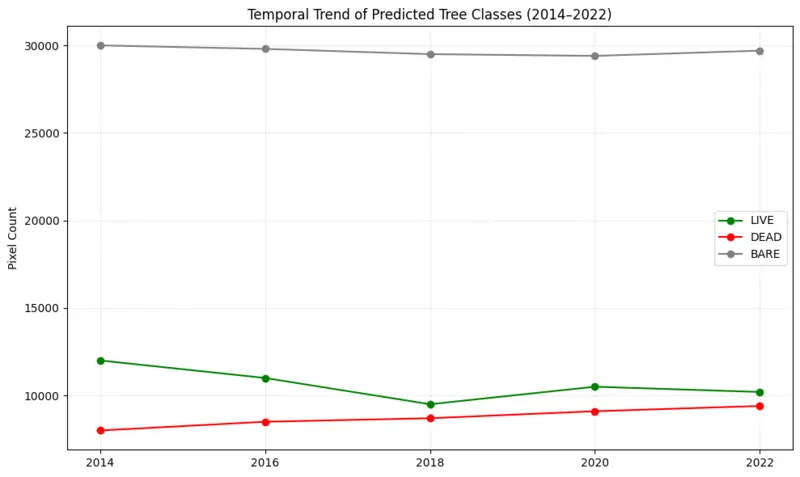 Temporal Trend of Predicted Tree Classes (2014–2022)
30000
25000
20000
15000
10000
Pixel Count
LIVE
DEAD
BARE
2014 2016 2018 2020 2022